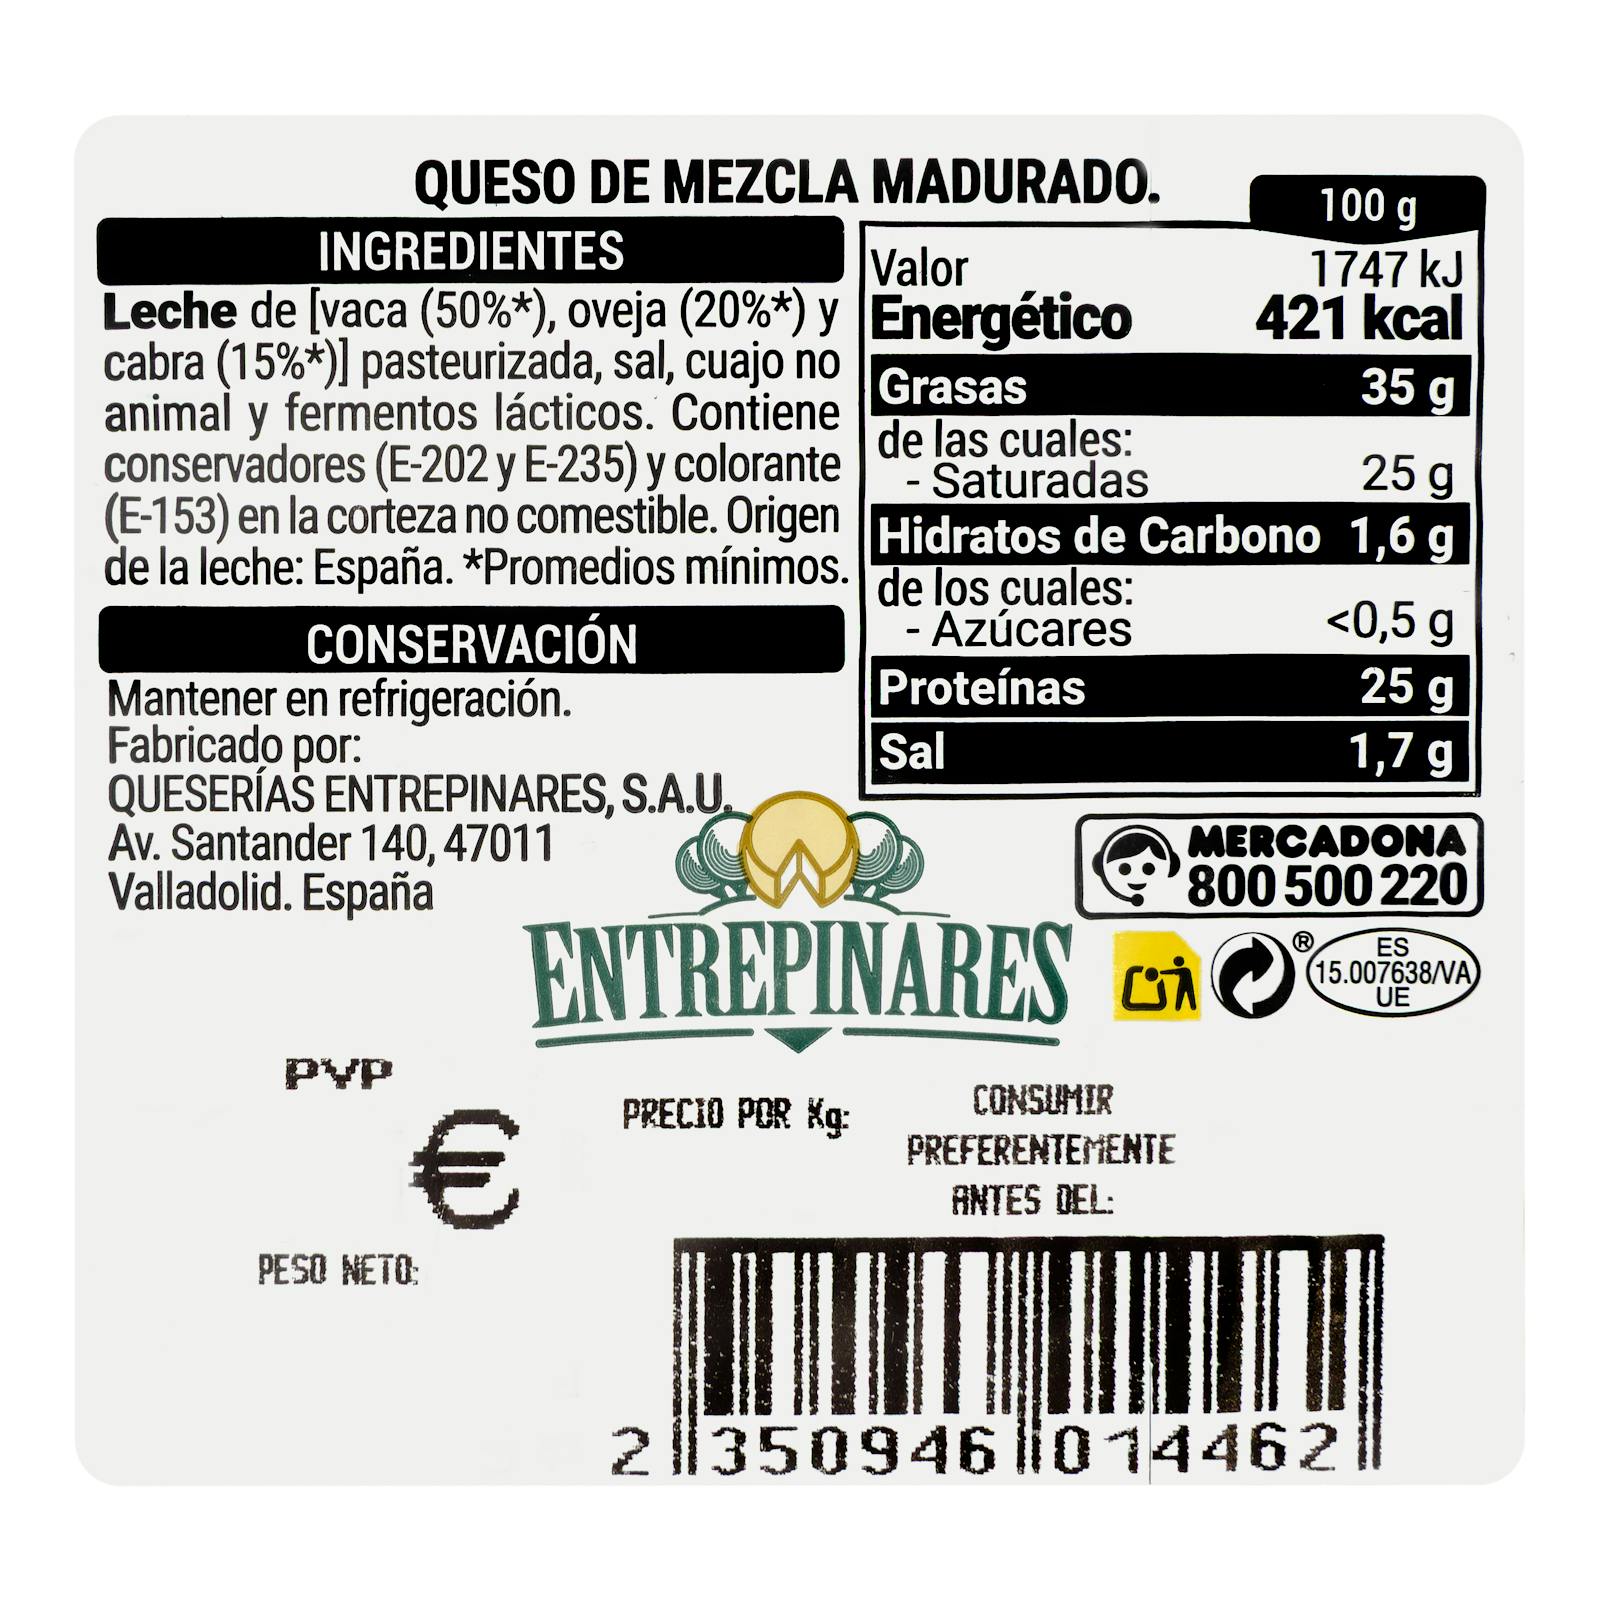 QUESO DE MEZCLA MADURADO.
INGREDIENTES
Leche de [vaca (50%*), oveja (20%*) y
cabra (15%*)] pasteurizada, sal, cuajo no
animal y fermentos lácticos. Contiene
conservadores (E-202 y E-235) y colorante
(E-153) en la corteza no comestible. Origen
de la leche: España. *Promedios mínimos.
CONSERVACIÓN
Mantener en refrigeración.
Fabricado por:
QUESERÍAS ENTREPINARES, S.A.U.
Av. Santander 140, 47011
Valladolid. España
100 g
Valor 1747 kJ
Energético 421 kcal
Grasas 35 g
de las cuales:
- Saturadas 25 g
Hidratos de Carbono 1,6 g
de los cuales:
- Azúcares <0,5 g
Proteínas 25 g
Sal 1,7 g
MERCADONA
800 500 220
ENTREPINARES
®
ES
15.007638/VA
UE
PVP
€
PESO NETO:
PRECIO POR Kg:
CONSUMIR
PREFERENTEMENTE
ANTES DEL:
2 350946 014462